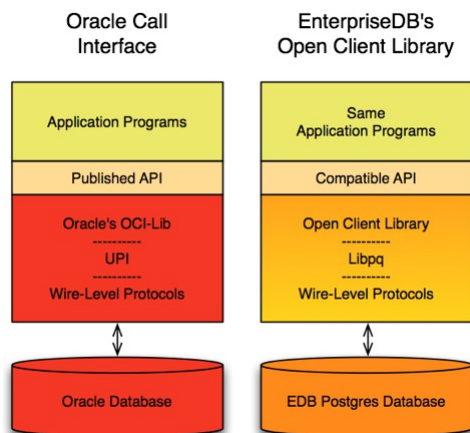 Oracle Call
Interface
Application Programs
Published API
Oracle's OCI-Lib
----------
UPI
----------
Wire-Level Protocols
Oracle Database
EnterpriseDB's
Open Client Library
Same
Application Programs
Compatible API
Open Client Library
----------
Libpq
----------
Wire-Level Protocols
EDB Postgres Database